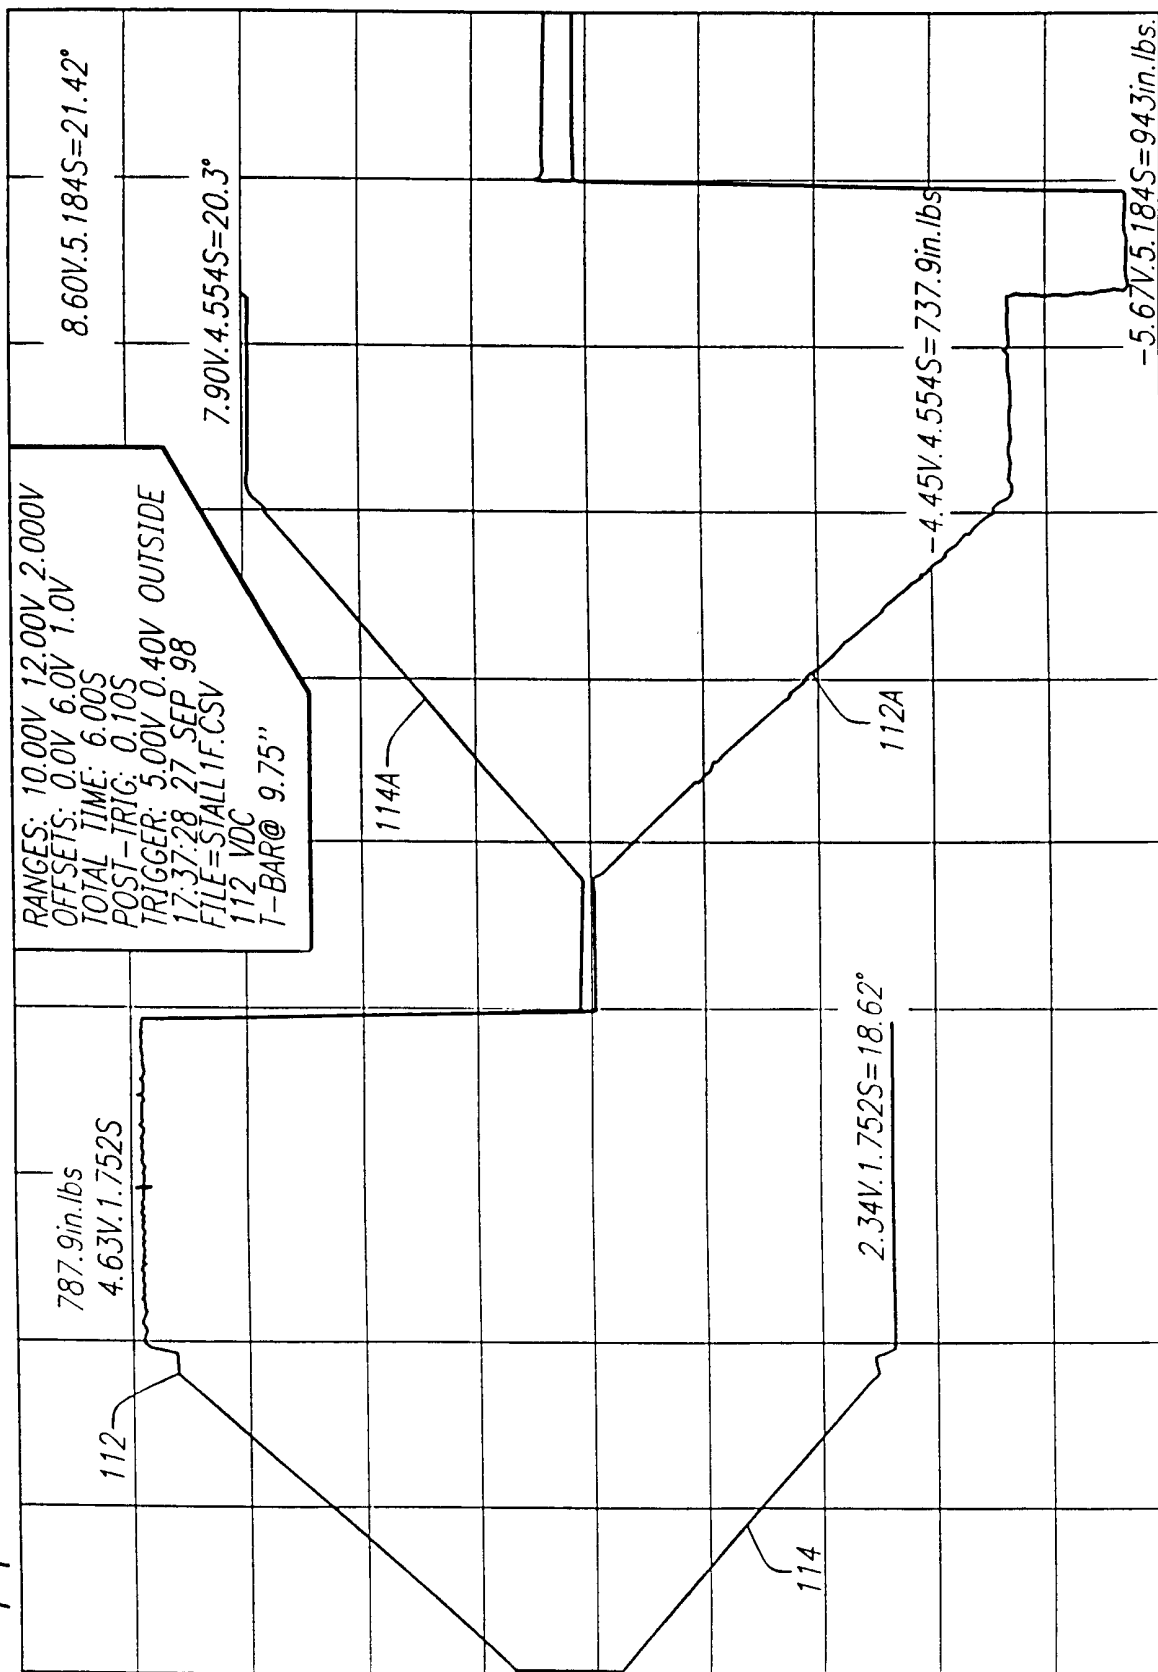 RANGES: 10.00V 12.00V 2.000V
OFFSETS: 0.0V 6.0V 1.0V
TOTAL TIME: 6.00S
POST-TRIG: 0.10S
TRIGGER: 5.00V 0.40V OUTSIDE
17:37:28 27 SEP 98
FILE=STALL1F.CSV
112 VDC
T-BAR@ 9.75"
787.9in.lbs
4.63V.1.752S
8.60V.5.184S=21.42°
7.90V.4.554S=20.3°
112
114A
114
2.34V.1.752S=18.62°
112A
-4.45V.4.554S=737.9in.lbs
-5.67V.5.184S=943in.lbs.